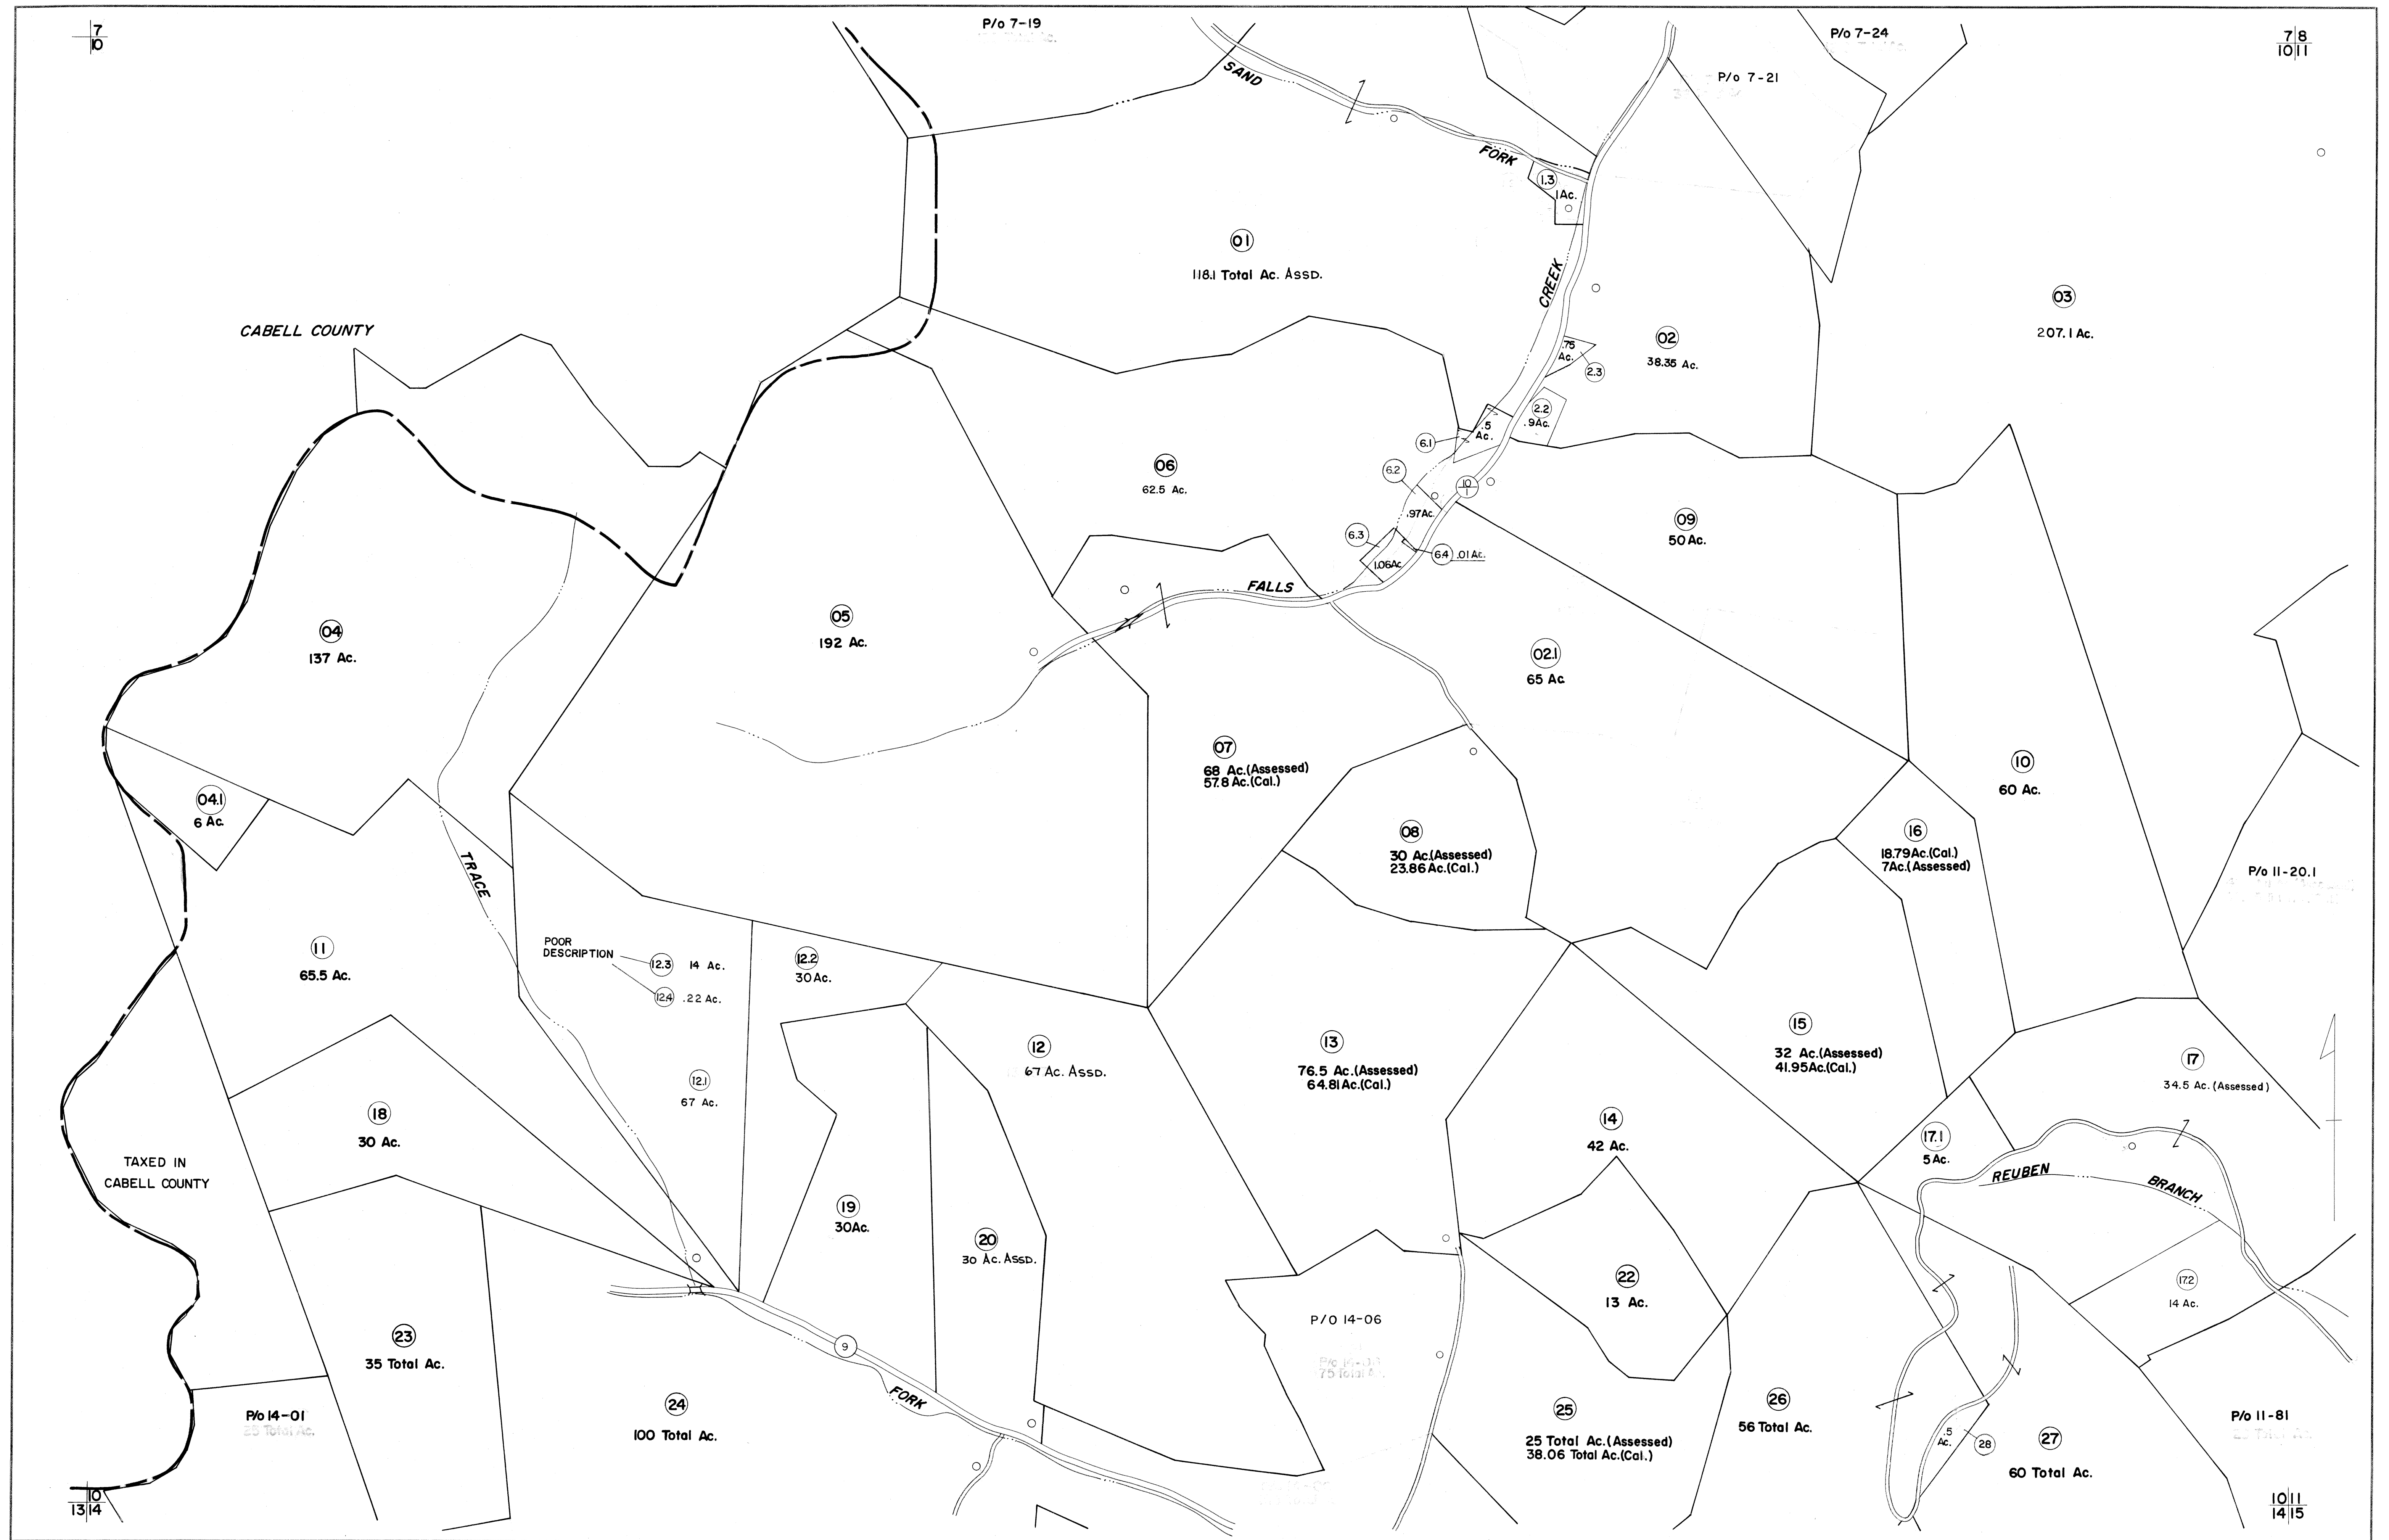 7
10
P/o 7-19
P/o 7-24
7 8
10 11
P/o 7-21
SAND
FORK
1.3
1Ac.
01
118.1 Total Ac. ASSD.
CREEK
03
207.1 Ac.
CABELL COUNTY
02
38.35 Ac.
.75
Ac.
2.3
2.2
.9Ac.
.5
Ac.
6.1
06
62.5 Ac.
6.2
10
1
.97Ac.
09
50 Ac.
6.3
6.4 .01 Ac.
1.06Ac
FALLS
04
137 Ac.
05
192 Ac.
02.1
65 Ac
07
68 Ac.(Assessed)
57.8 Ac.(Cal.)
10
60 Ac.
04.1
6 Ac.
08
30 Ac.(Assessed)
23.86 Ac.(Cal.)
16
18.79Ac.(Cal.)
7Ac.(Assessed)
TRACE
P/o 11-20.1
POOR
DESCRIPTION
12.3 14 Ac.
12.4 .22 Ac.
12.2
30 Ac.
11
65.5 Ac.
12
67 Ac. ASSD.
13
76.5 Ac.(Assessed)
64.81Ac.(Cal.)
15
32 Ac.(Assessed)
41.95Ac.(Cal.)
17
34.5 Ac. (Assessed)
12.1
67 Ac.
18
30 Ac.
14
42 Ac.
17.1
5 Ac.
TAXED IN
CABELL COUNTY
REUBEN
BRANCH
19
30Ac.
20
30 Ac. ASSD.
22
13 Ac.
17.2
14 Ac.
P/O 14-06
75 Total Ac.
23
35 Total Ac.
9
FORK
24
100 Total Ac.
P/o 14-01
25 Total Ac.
25
25 Total Ac.(Assessed)
38.06 Total Ac.(Cal.)
26
56 Total Ac.
.5
Ac.
28
27
60 Total Ac.
P/o 11-81
10
13 14
10 11
14 15